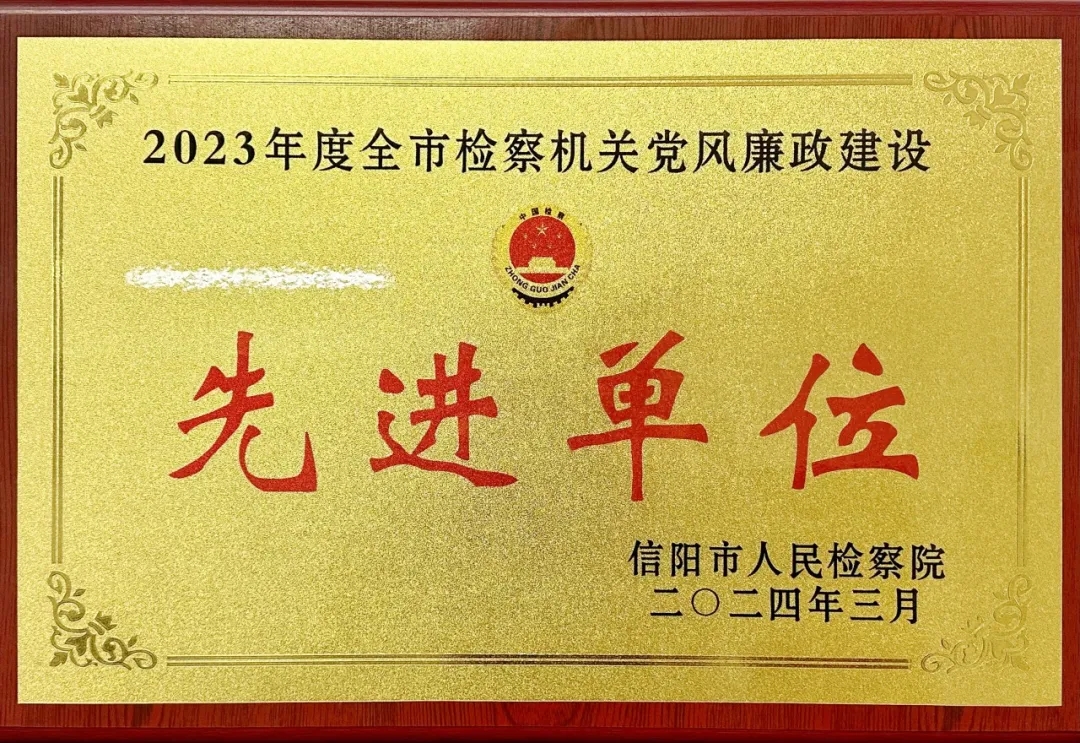 2023年度全市检察机关党风廉政建设
中国检察
ZHONG GUO JIAN CHA
先进单位
信阳市人民检察院
二〇二四年三月